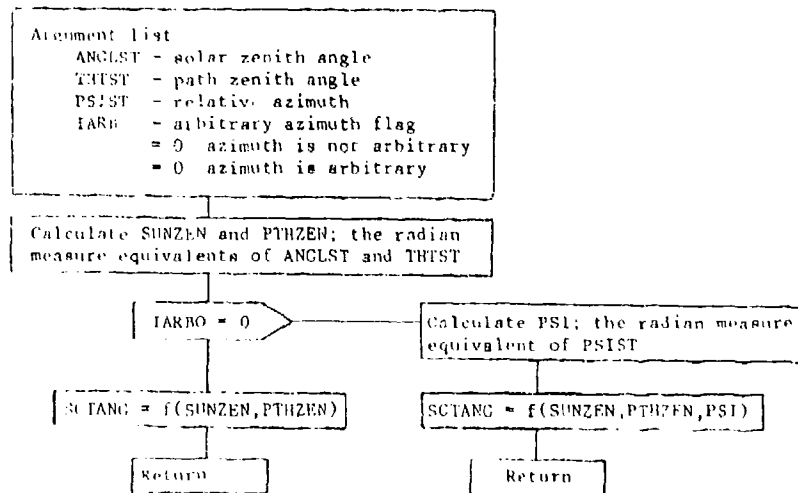 Argument list
ANGLST - solar zenith angle
THTST - path zenith angle
PSIST - relative azimuth
IARB - arbitrary azimuth flag
= 0 azimuth is not arbitrary
= 0 azimuth is arbitrary
Calculate SUNZEN and PTHZEN; the radian
measure equivalents of ANGLST and THTST
IARBO = 0
Calculate PSI; the radian measure
equivalent of PSIST
SCTANG = f(SUNZEN,PTHZEN)
SCTANG = f(SUNZEN,PTHZEN,PSI)
Return
Return